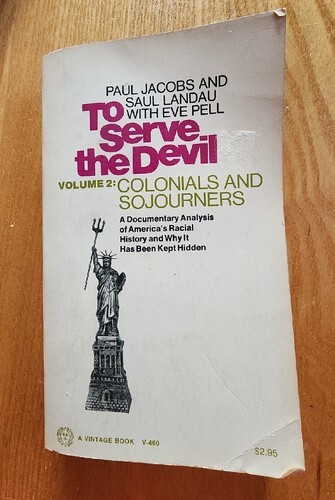 PAUL JACOBS AND
SAUL LANDAU
WITH EVE PELL
To
Serve
the Devil
VOLUME 2: COLONIALS AND
SOJOURNERS
A Documentary Analysis
of America's Racial
History and Why It
Has Been Kept Hidden
A VINTAGE BOOK V-460
$2.95